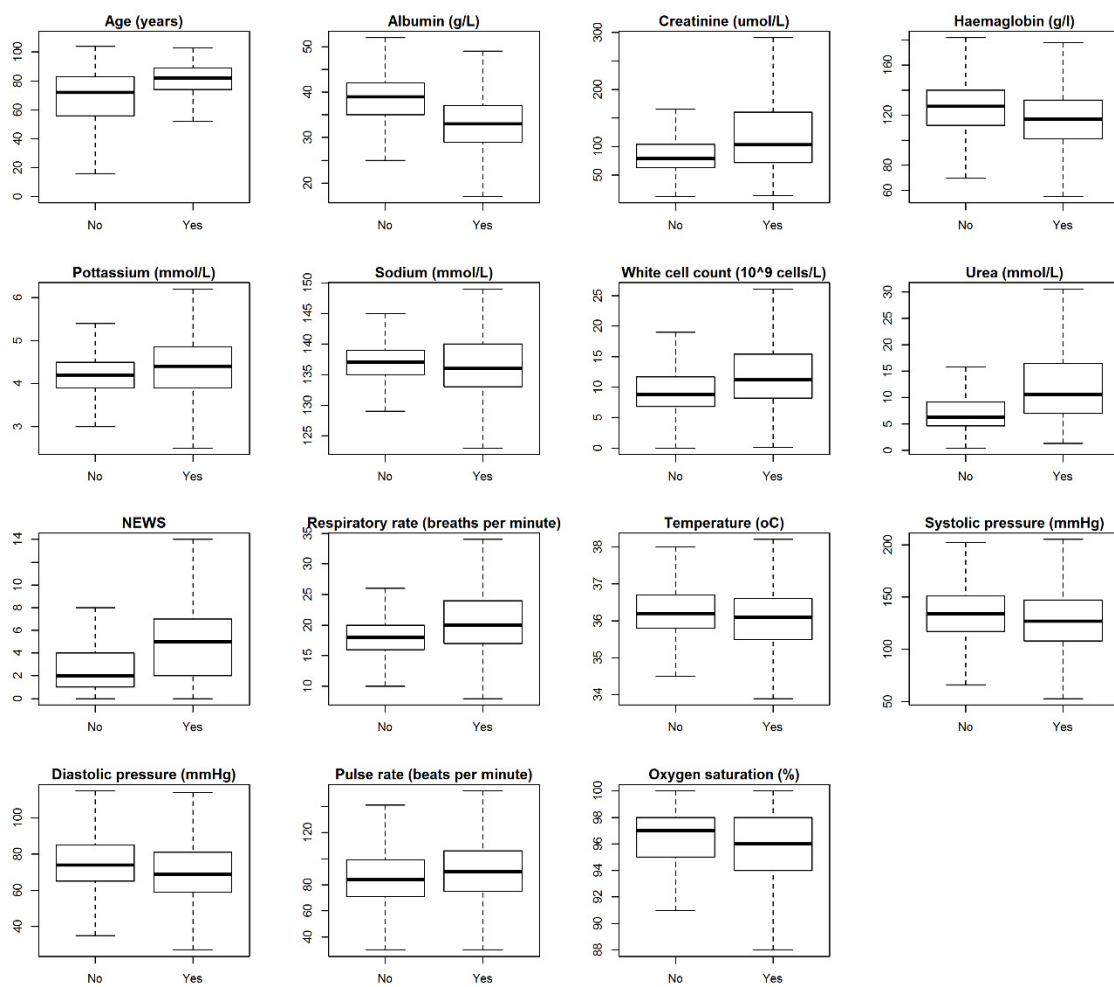 Age (years)
0 20 40 60 80 100
No Yes
Albumin (g/L)
20 30 40 50
No Yes
Creatinine (umol/L)
50 100 200 300
No Yes
Haemaglobin (g/l)
60 80 120 160
No Yes
Pottassium (mmol/L)
3 4 5 6
No Yes
Sodium (mmol/L)
125 130 135 140 145 150
No Yes
White cell count (10^9 cells/L)
0 5 10 15 20 25
No Yes
Urea (mmol/L)
0 5 10 15 20 25 30
No Yes
NEWS
0 2 4 6 8 10 12 14
No Yes
Respiratory rate (breaths per minute)
10 15 20 25 30 35
No Yes
Temperature (oC)
34 35 36 37 38
No Yes
Systolic pressure (mmHg)
50 100 150 200
No Yes
Diastolic pressure (mmHg)
40 60 80 100
No Yes
Pulse rate (beats per minute)
40 60 80 120
No Yes
Oxygen saturation (%)
88 90 92 94 96 98 100
No Yes